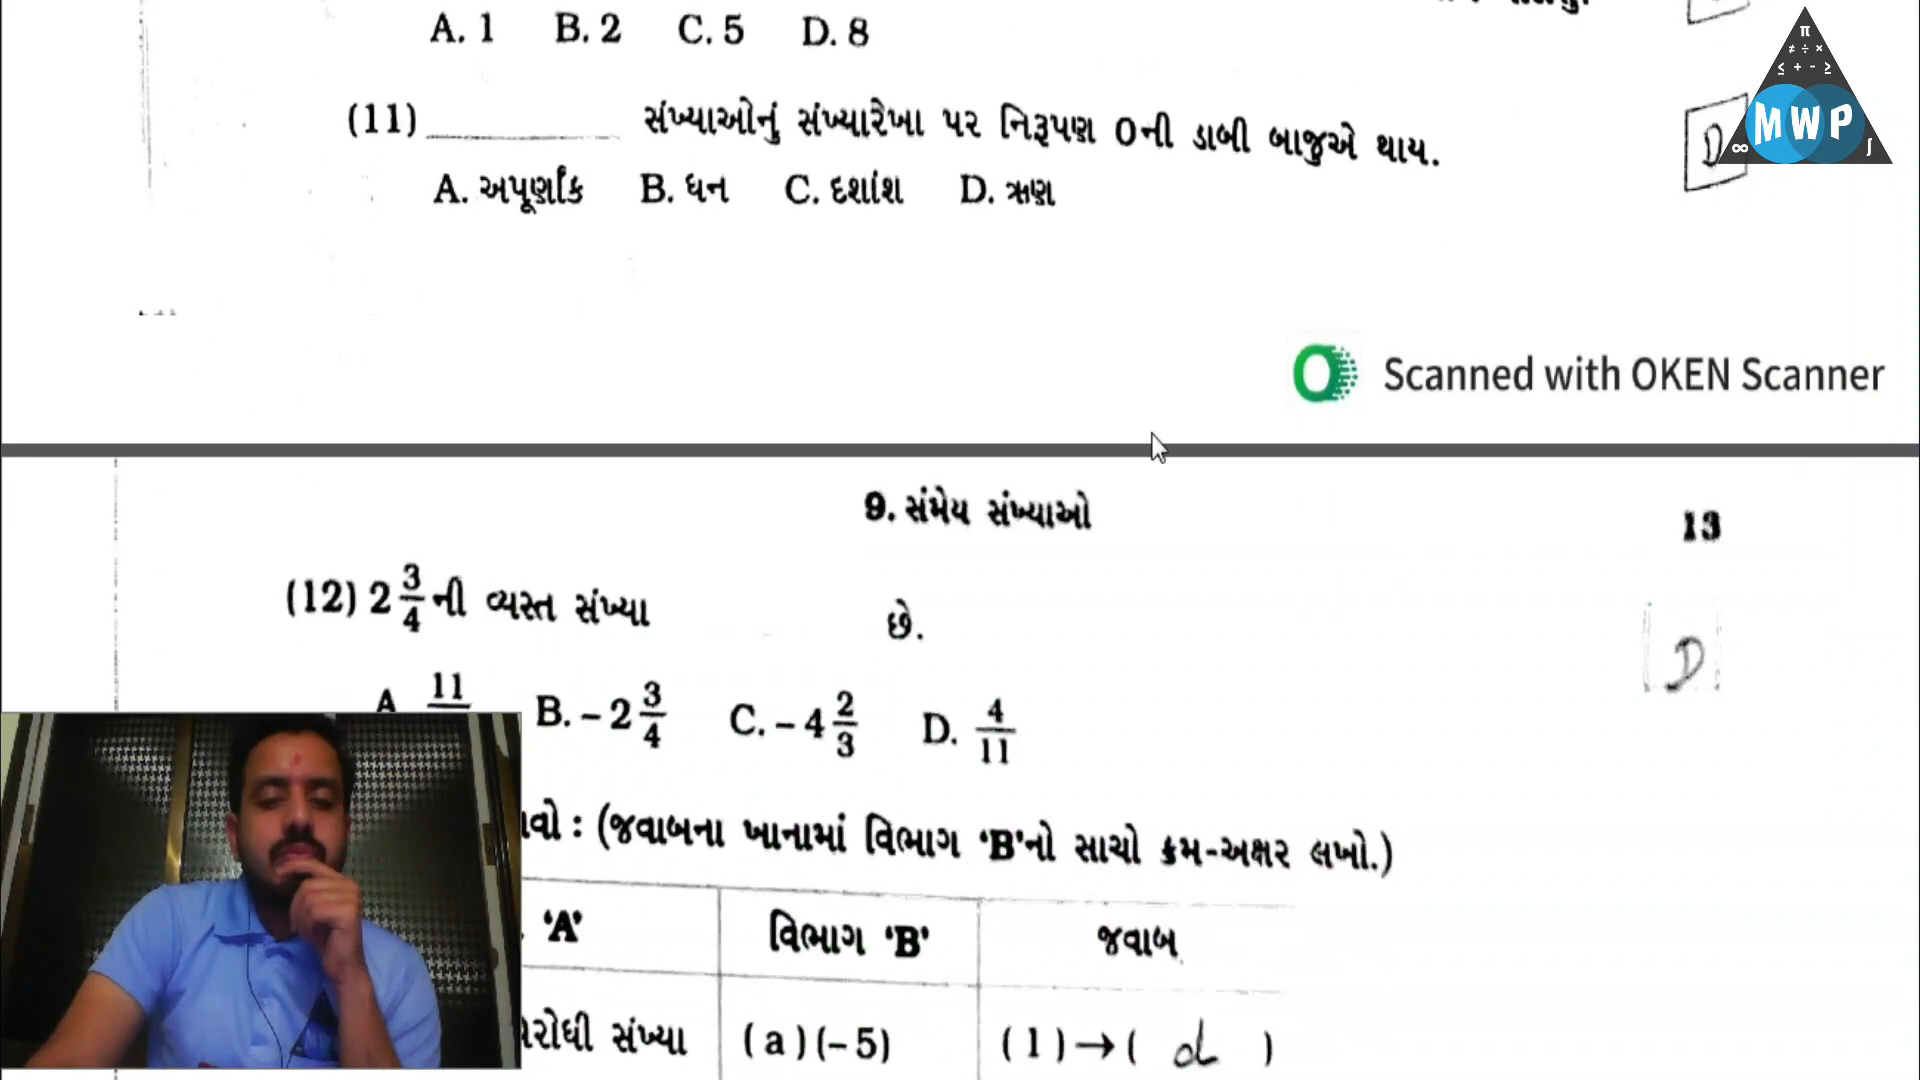 A. 1 B. 2 C. 5 D. 8
π
≠ ÷ ×
≤ + - ≥
MWP
∞ ∫
(11) ________ સંખ્યાઓનું સંખ્યારેખા પર નિરૂપણ 0ની ડાબી બાજુએ થાય. D
A. અપૂર્ણાંક B. ધન C. દશાંશ D. ઋણ
Scanned with OKEN Scanner
9. સંમેય સંખ્યાઓ 13
(12) 2 3/4 ની વ્યસ્ત સંખ્યા છે. D
A 11 B. – 2 3/4 C. – 4 2/3 D. 4/11
વો : (જવાબના ખાનામાં વિભાગ ‘B’નો સાચો ક્રમ-અક્ષર લખો.)
‘A’ વિભાગ ‘B’ જવાબ
રોધી સંખ્યા (a) (– 5) (1) → ( d )